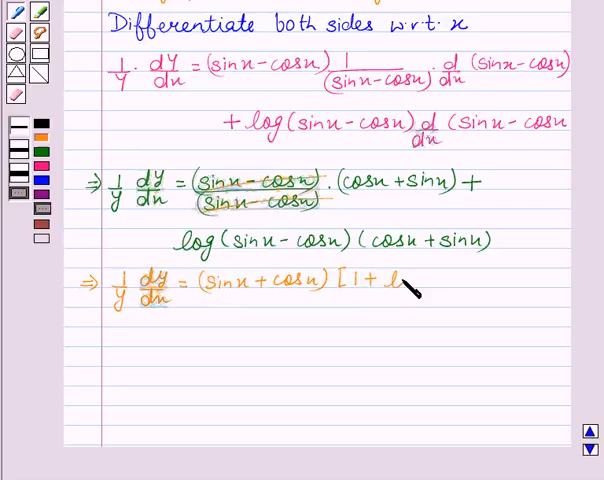 Differentiate both sides w.r.t. x
1/y · dy/dx = (sinx - cosx) 1/(sinx - cosx) · d/dx (sinx - cosx)
+ log(sinx - cosx) d/dx (sinx - cosx
⇒ 1/y dy/dx = (sinx - cosx)/(sinx - cosx) · (cosx + sinx) +
log(sinx - cosx) (cosx + sinx)
⇒ 1/y dy/dx = (sinx + cosx) [1 + l